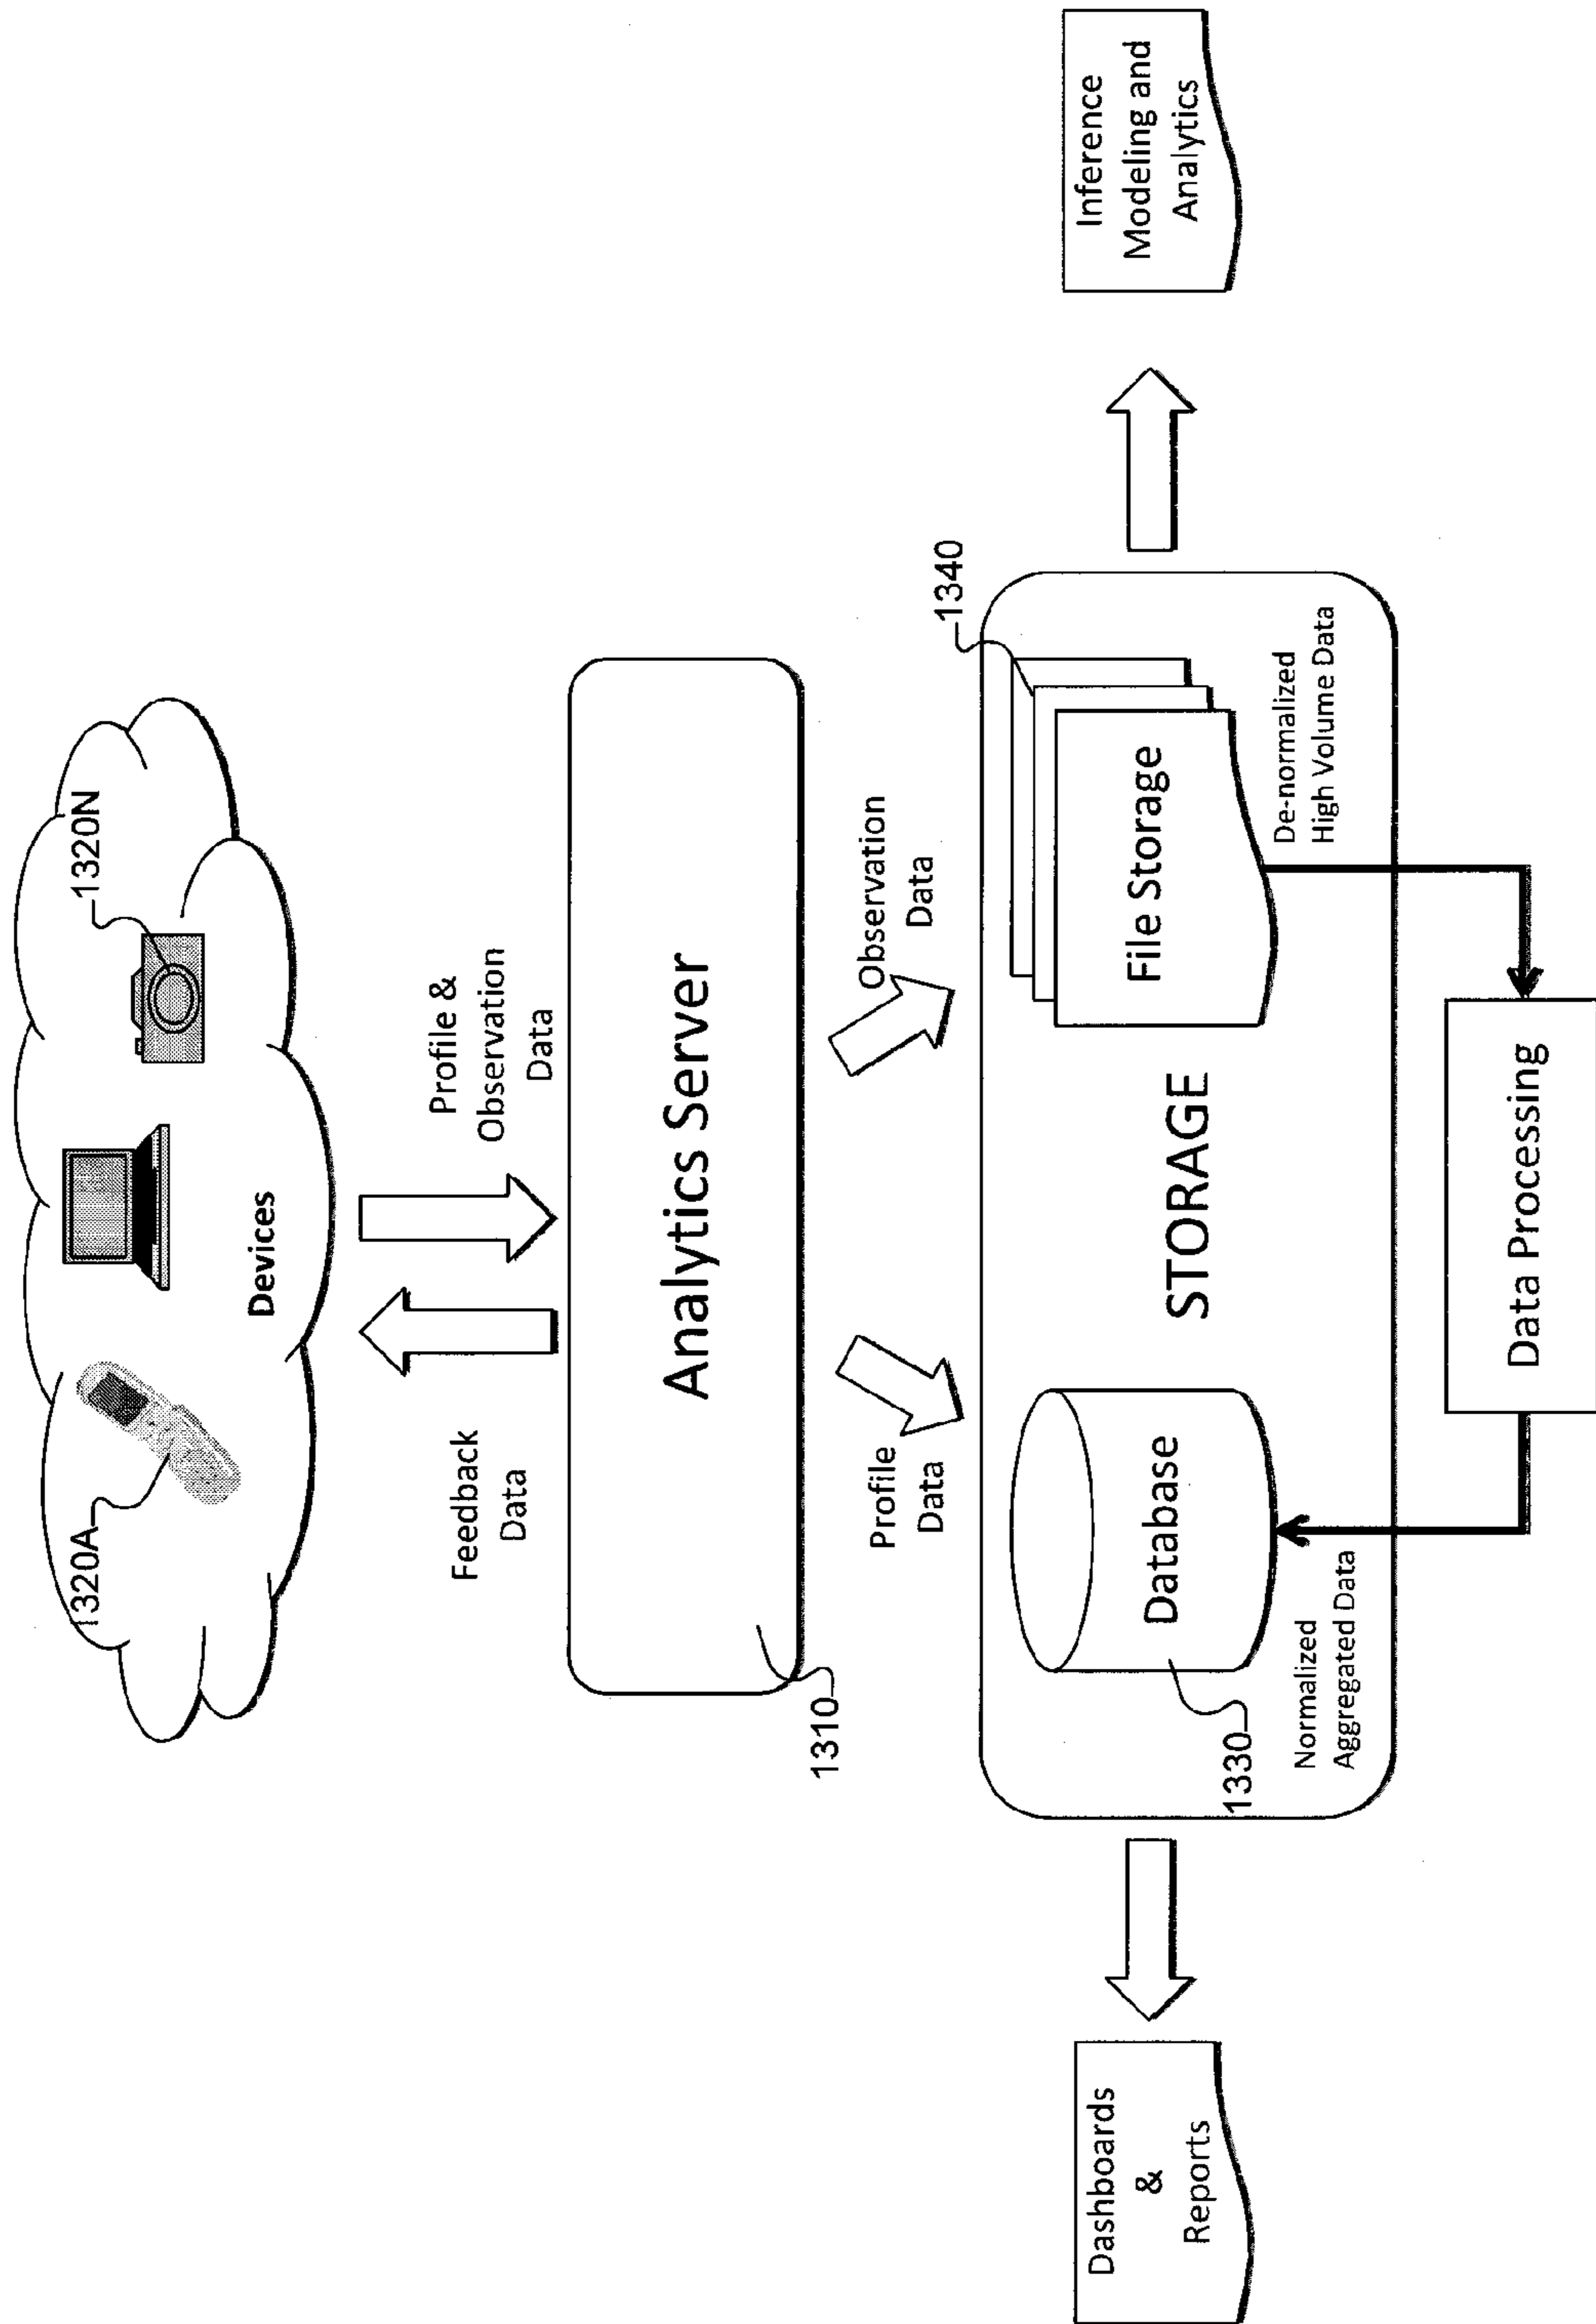 1320A
1320N
Devices
Feedback
Data
Profile &
Observation
Data
Analytics Server
1310
Profile
Data
Observation
Data
1340
Database
STORAGE
File Storage
1330
Normalized
Aggregated Data
De-normalized
High Volume Data
Dashboards
&
Reports
Inference
Modeling and
Analytics
Data Processing